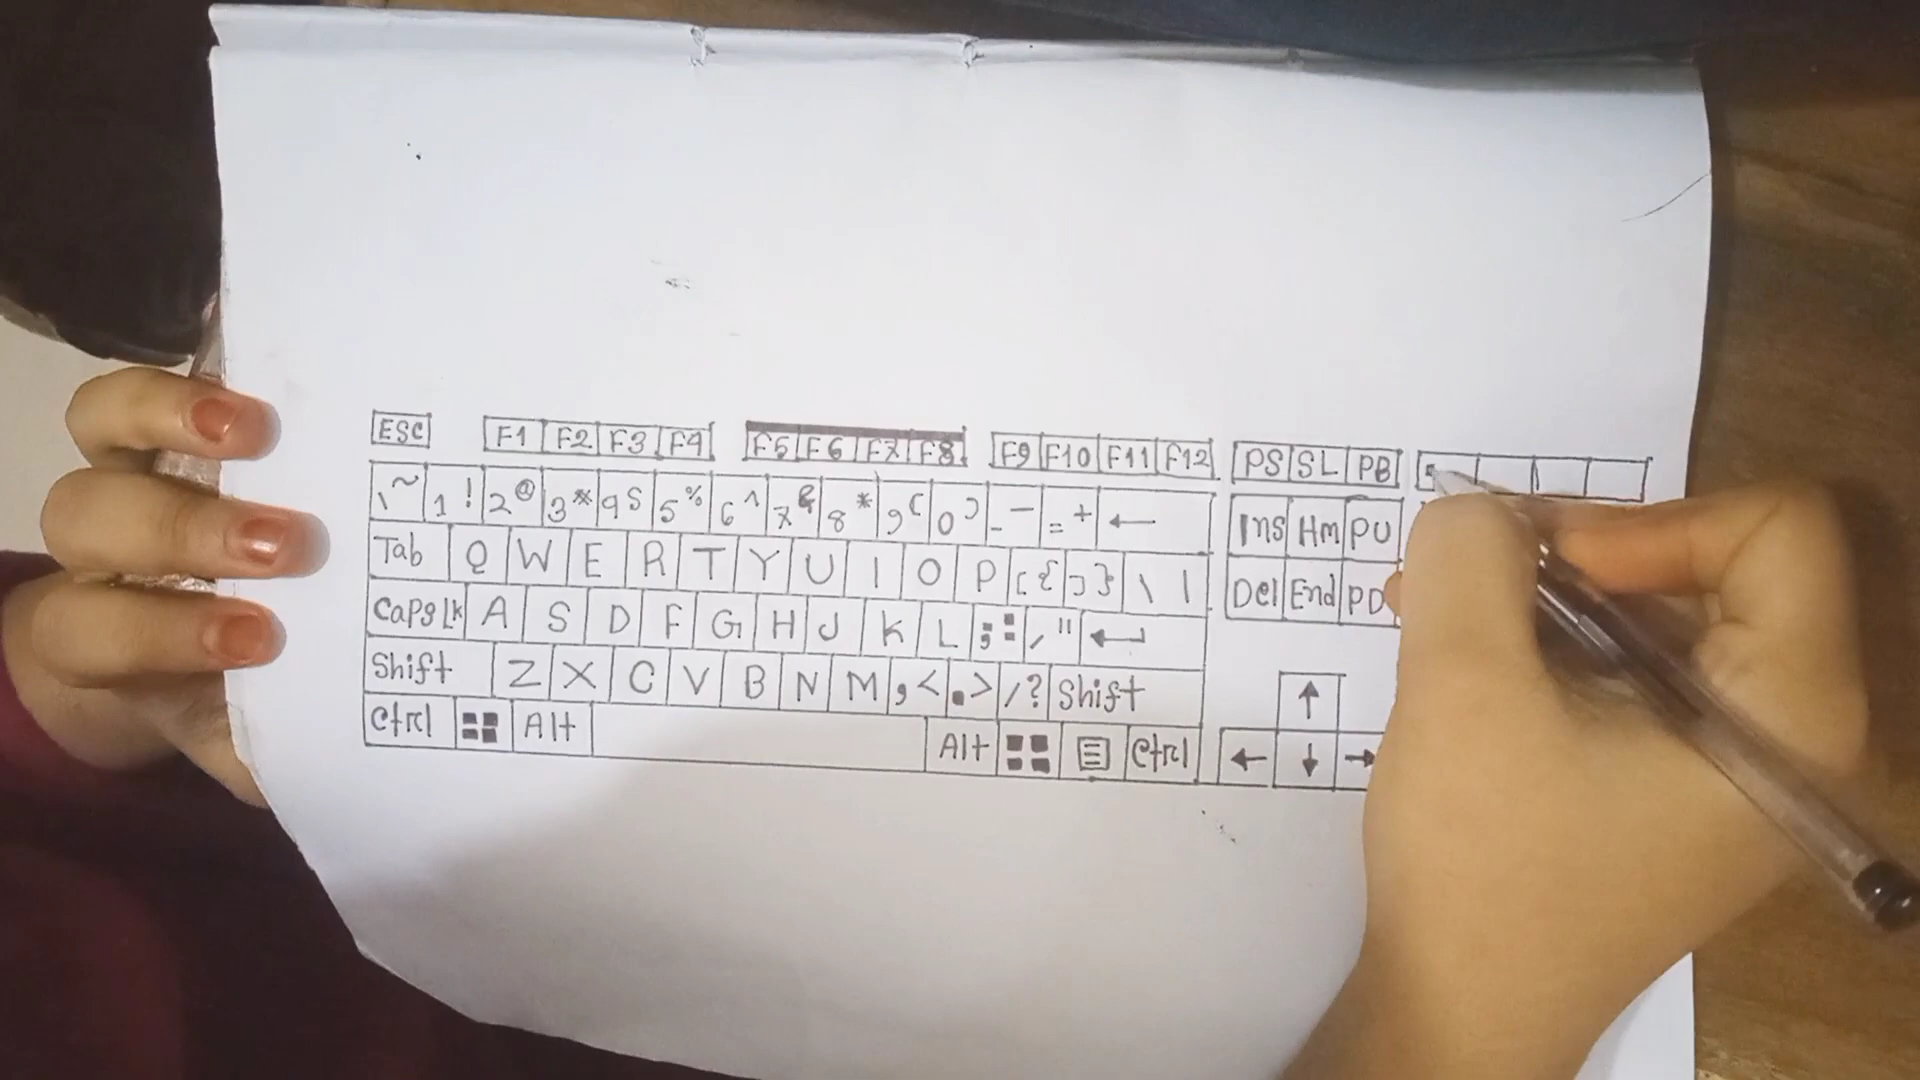 ESC F1 F2 F3 F4 F5 F6 F7 F8 F9 F10 F11 F12 PS SL PB
\ ~ 1 ! 2 @ 3 * 9 S 5 % 6 ^ 7 & 8 * 9 ( 0 ) - — = + ← Ins Hm PU
Tab Q W E R T Y U I O P [ { ] } \ | Del End PD
Caps Lk A S D F G H J K L ; : , " ↵
Shift Z X C V B N M , < . > / ? Shift ↑
Ctrl Alt Alt Ctrl ← ↓ →